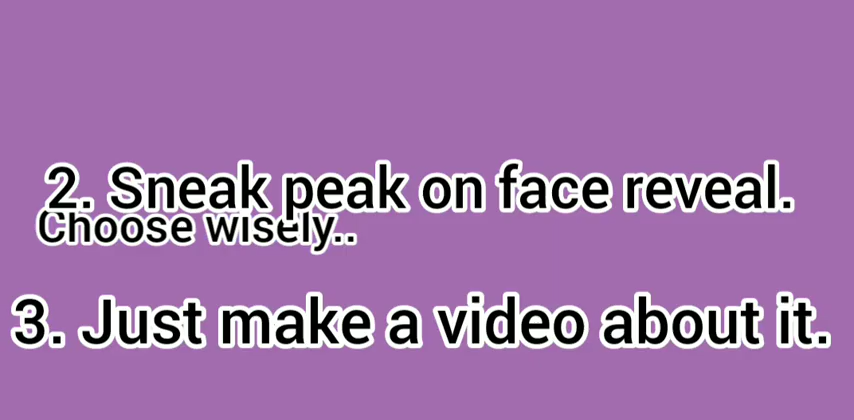 2. Sneak peak on face reveal.
Choose wisely..
3. Just make a video about it.